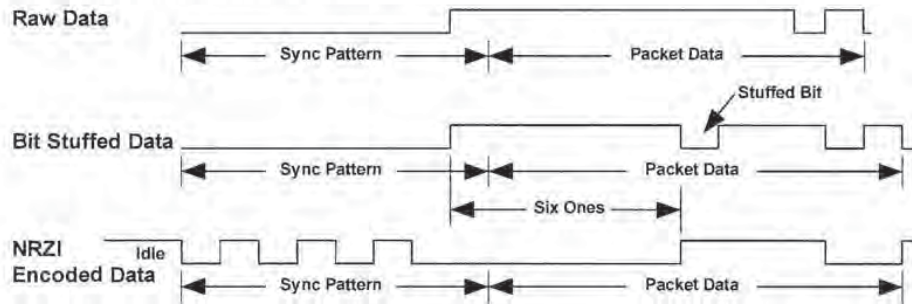 Raw Data
Sync Pattern
Packet Data
Stuffed Bit
Bit Stuffed Data
Sync Pattern
Packet Data
Six Ones
NRZI
Idle
Encoded Data
Sync Pattern
Packet Data